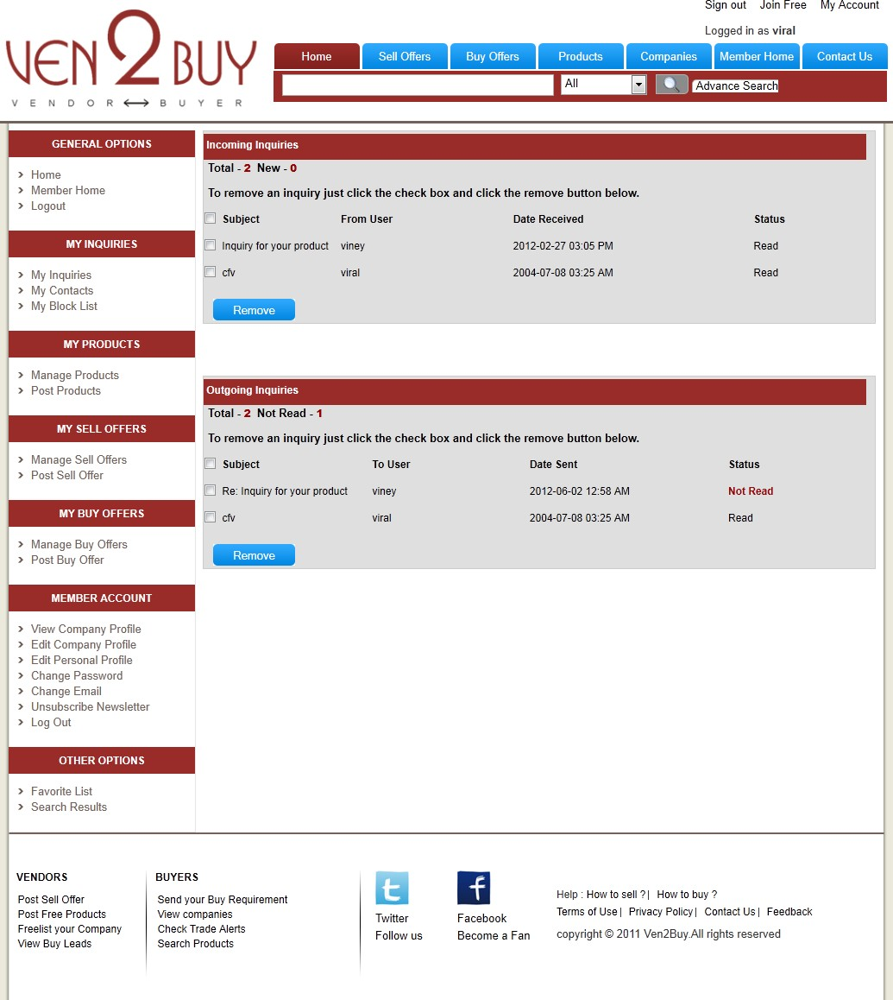 Sign out Join Free My Account
Logged in as viral
VEN 2 BUY
VENDOR BUYER
Home Sell Offers Buy Offers Products Companies Member Home Contact Us
All Advance Search
GENERAL OPTIONS
Home
Member Home
Logout
MY INQUIRIES
My Inquiries
My Contacts
My Block List
MY PRODUCTS
Manage Products
Post Products
MY SELL OFFERS
Manage Sell Offers
Post Sell Offer
MY BUY OFFERS
Manage Buy Offers
Post Buy Offer
MEMBER ACCOUNT
View Company Profile
Edit Company Profile
Edit Personal Profile
Change Password
Change Email
Unsubscribe Newsletter
Log Out
OTHER OPTIONS
Favorite List
Search Results
Incoming Inquiries
Total - 2 New - 0
To remove an inquiry just click the check box and click the remove button below.
Subject From User Date Received Status
Inquiry for your product viney 2012-02-27 03:05 PM Read
cfv viral 2004-07-08 03:25 AM Read
Remove
Outgoing Inquiries
Total - 2 Not Read - 1
To remove an inquiry just click the check box and click the remove button below.
Subject To User Date Sent Status
Re: Inquiry for your product viney 2012-06-02 12:58 AM Not Read
cfv viral 2004-07-08 03:25 AM Read
Remove
VENDORS
Post Sell Offer
Post Free Products
Freelist your Company
View Buy Leads
BUYERS
Send your Buy Requirement
View companies
Check Trade Alerts
Search Products
Twitter
Follow us
Facebook
Become a Fan
Help : How to sell ? | How to buy ?
Terms of Use | Privacy Policy | Contact Us | Feedback
copyright © 2011 Ven2Buy.All rights reserved